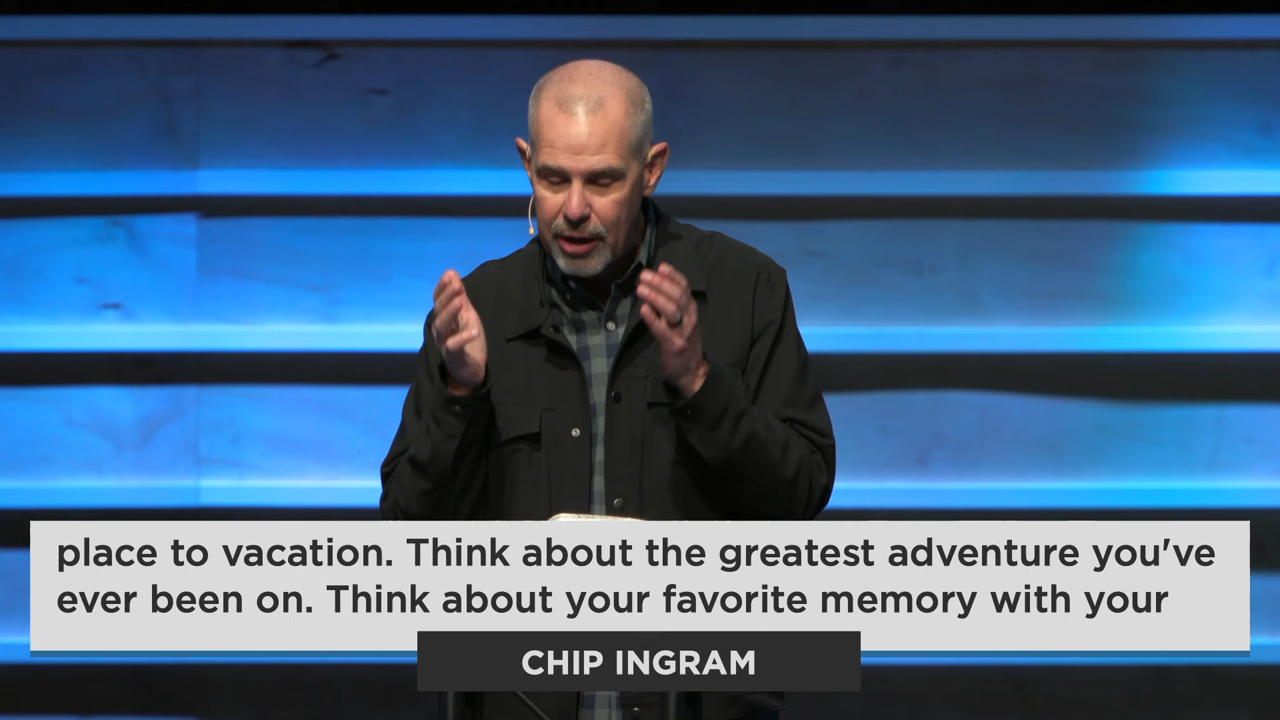 place to vacation. Think about the greatest adventure you've
ever been on. Think about your favorite memory with your
CHIP INGRAM